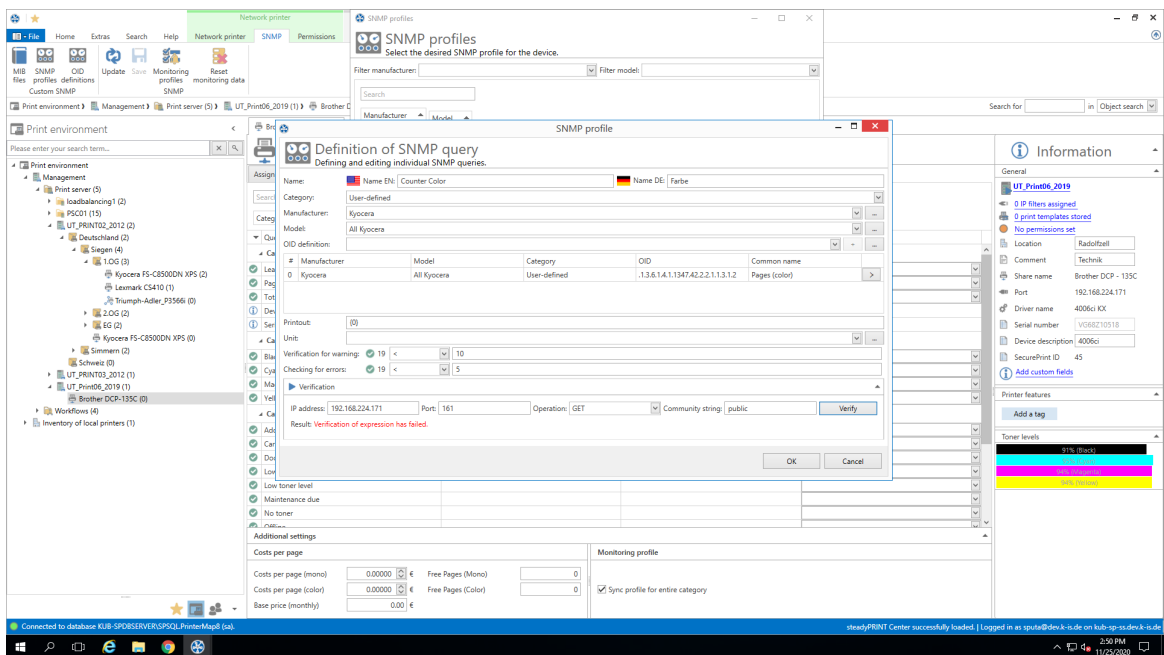 Network printer
File Home Extras Search Help Network printer SNMP Permissions
MIB files
SNMP profiles
OID definitions
Update
Save
Monitoring profiles
Reset monitoring data
Custom SNMP
SNMP
Print environment Management Print server (5) UT_Print06_2019 (1) Brother
Search for in Object search
SNMP profiles
SNMP profiles
Select the desired SNMP profile for the device.
Filter manufacturer: Filter model:
Search
Manufacturer Model
Print environment
Please enter your search term...
Print environment
Management
Print server (5)
loadbalancing1 (2)
PSC01 (15)
UT_PRINT02_2012 (2)
Deutschland (2)
Siegen (4)
1.OG (3)
Kyocera FS-C8500DN XPS (2)
Lexmark CS410 (1)
Triumph-Adler_P3566i (0)
2.OG (2)
EG (2)
Kyocera FS-C8500DN XPS (0)
Simmern (2)
Schweiz (0)
UT_PRINT03_2012 (1)
UT_Print06_2019 (1)
Brother DCP-135C (0)
Workflows (4)
Inventory of local printers (1)
SNMP profile
Definition of SNMP query
Defining and editing individual SNMP queries.
Name: Name EN: Counter Color Name DE: Farbe
Category: User-defined
Manufacturer: Kyocera
Model: All Kyocera
OID definition:
# Manufacturer Model Category OID Common name
0 Kyocera All Kyocera User-defined .1.3.6.1.4.1.1347.42.2.2.1.1.3.1.2 Pages (color)
Printout: {0}
Unit:
Verification for warning: 19 < 10
Checking for errors: 19 < 5
Verification
IP address: 192.168.224.171 Port: 161 Operation: GET Community string: public Verify
Result: Verification of expression has failed.
OK Cancel
Low toner level
Maintenance due
No toner
Additional settings
Costs per page
Monitoring profile
Costs per page (mono) 0.00000 € Free Pages (Mono) 0
Costs per page (color) 0.00000 € Free Pages (Color) 0
Sync profile for entire category
Base price (monthly) 0.00 €
Information
General
UT_Print06_2019
0 IP filters assigned
0 print templates stored
No permissions set
Location Radolfzell
Comment Technik
Share name Brother DCP - 135C
Port 192.168.224.171
Driver name 4006ci KX
Serial number VG68Z10518
Device description 4006ci
SecurePrint ID 45
Add custom fields
Printer features
Add a tag
Toner levels
91% (Black)
94% (Magenta)
94% (Yellow)
Connected to database KUB-SPDBSERVER\SPSQL.PrinterMap8 (sa).
steadyPRINT Center successfully loaded. | Logged in as sputa@dev.k-is.de on kub-sp-ss.dev.k-is.de
2:50 PM
11/25/2020